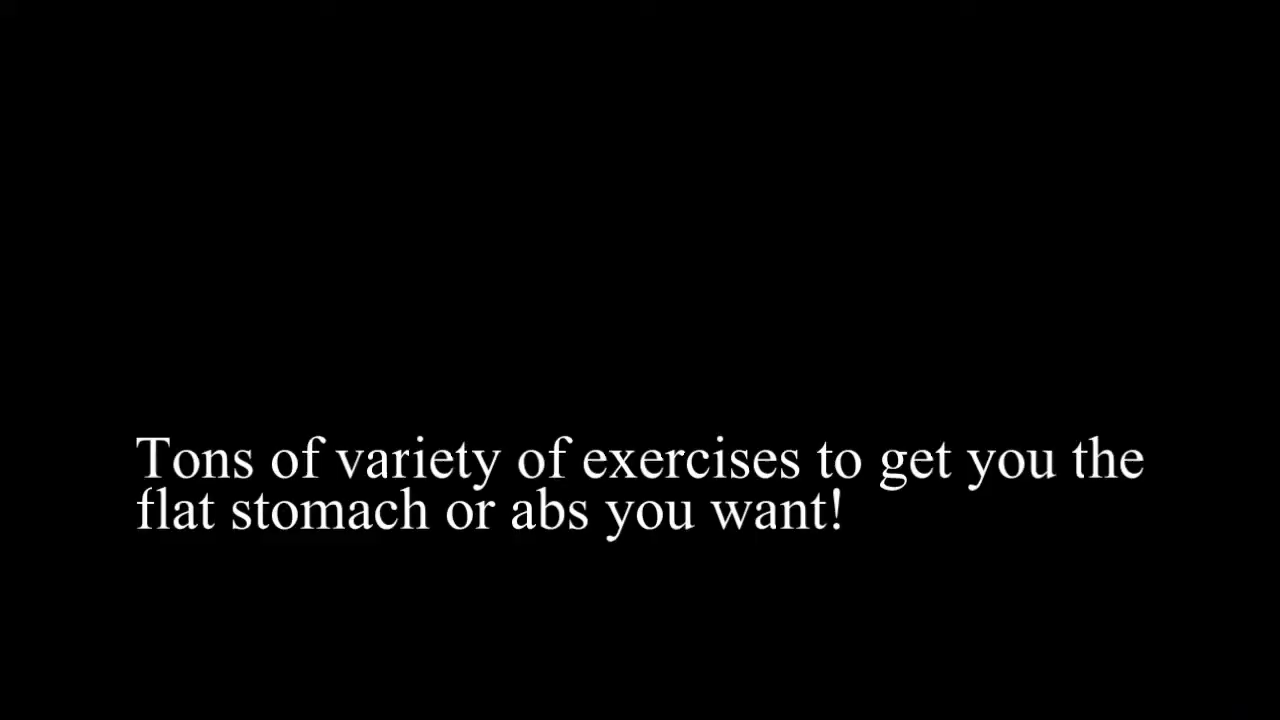 Tons of variety of exercises to get you the
flat stomach or abs you want!